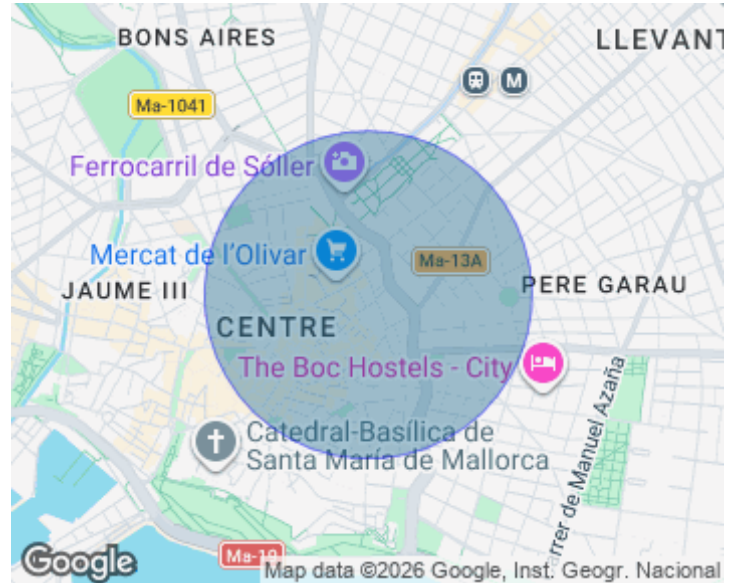 BONS AIRES
LLEVANT
M
Ma-1041
Ferrocarril de Sóller
Mercat de l'Olivar
Ma-13A
JAUME III
PERE GARAU
CENTRE
The Boc Hostels - City
Catedral-Basílica de
Santa María de Mallorca
rrer de Manuel Azaña
Google
Ma-19
Map data ©2026 Google, Inst. Geogr. Nacional